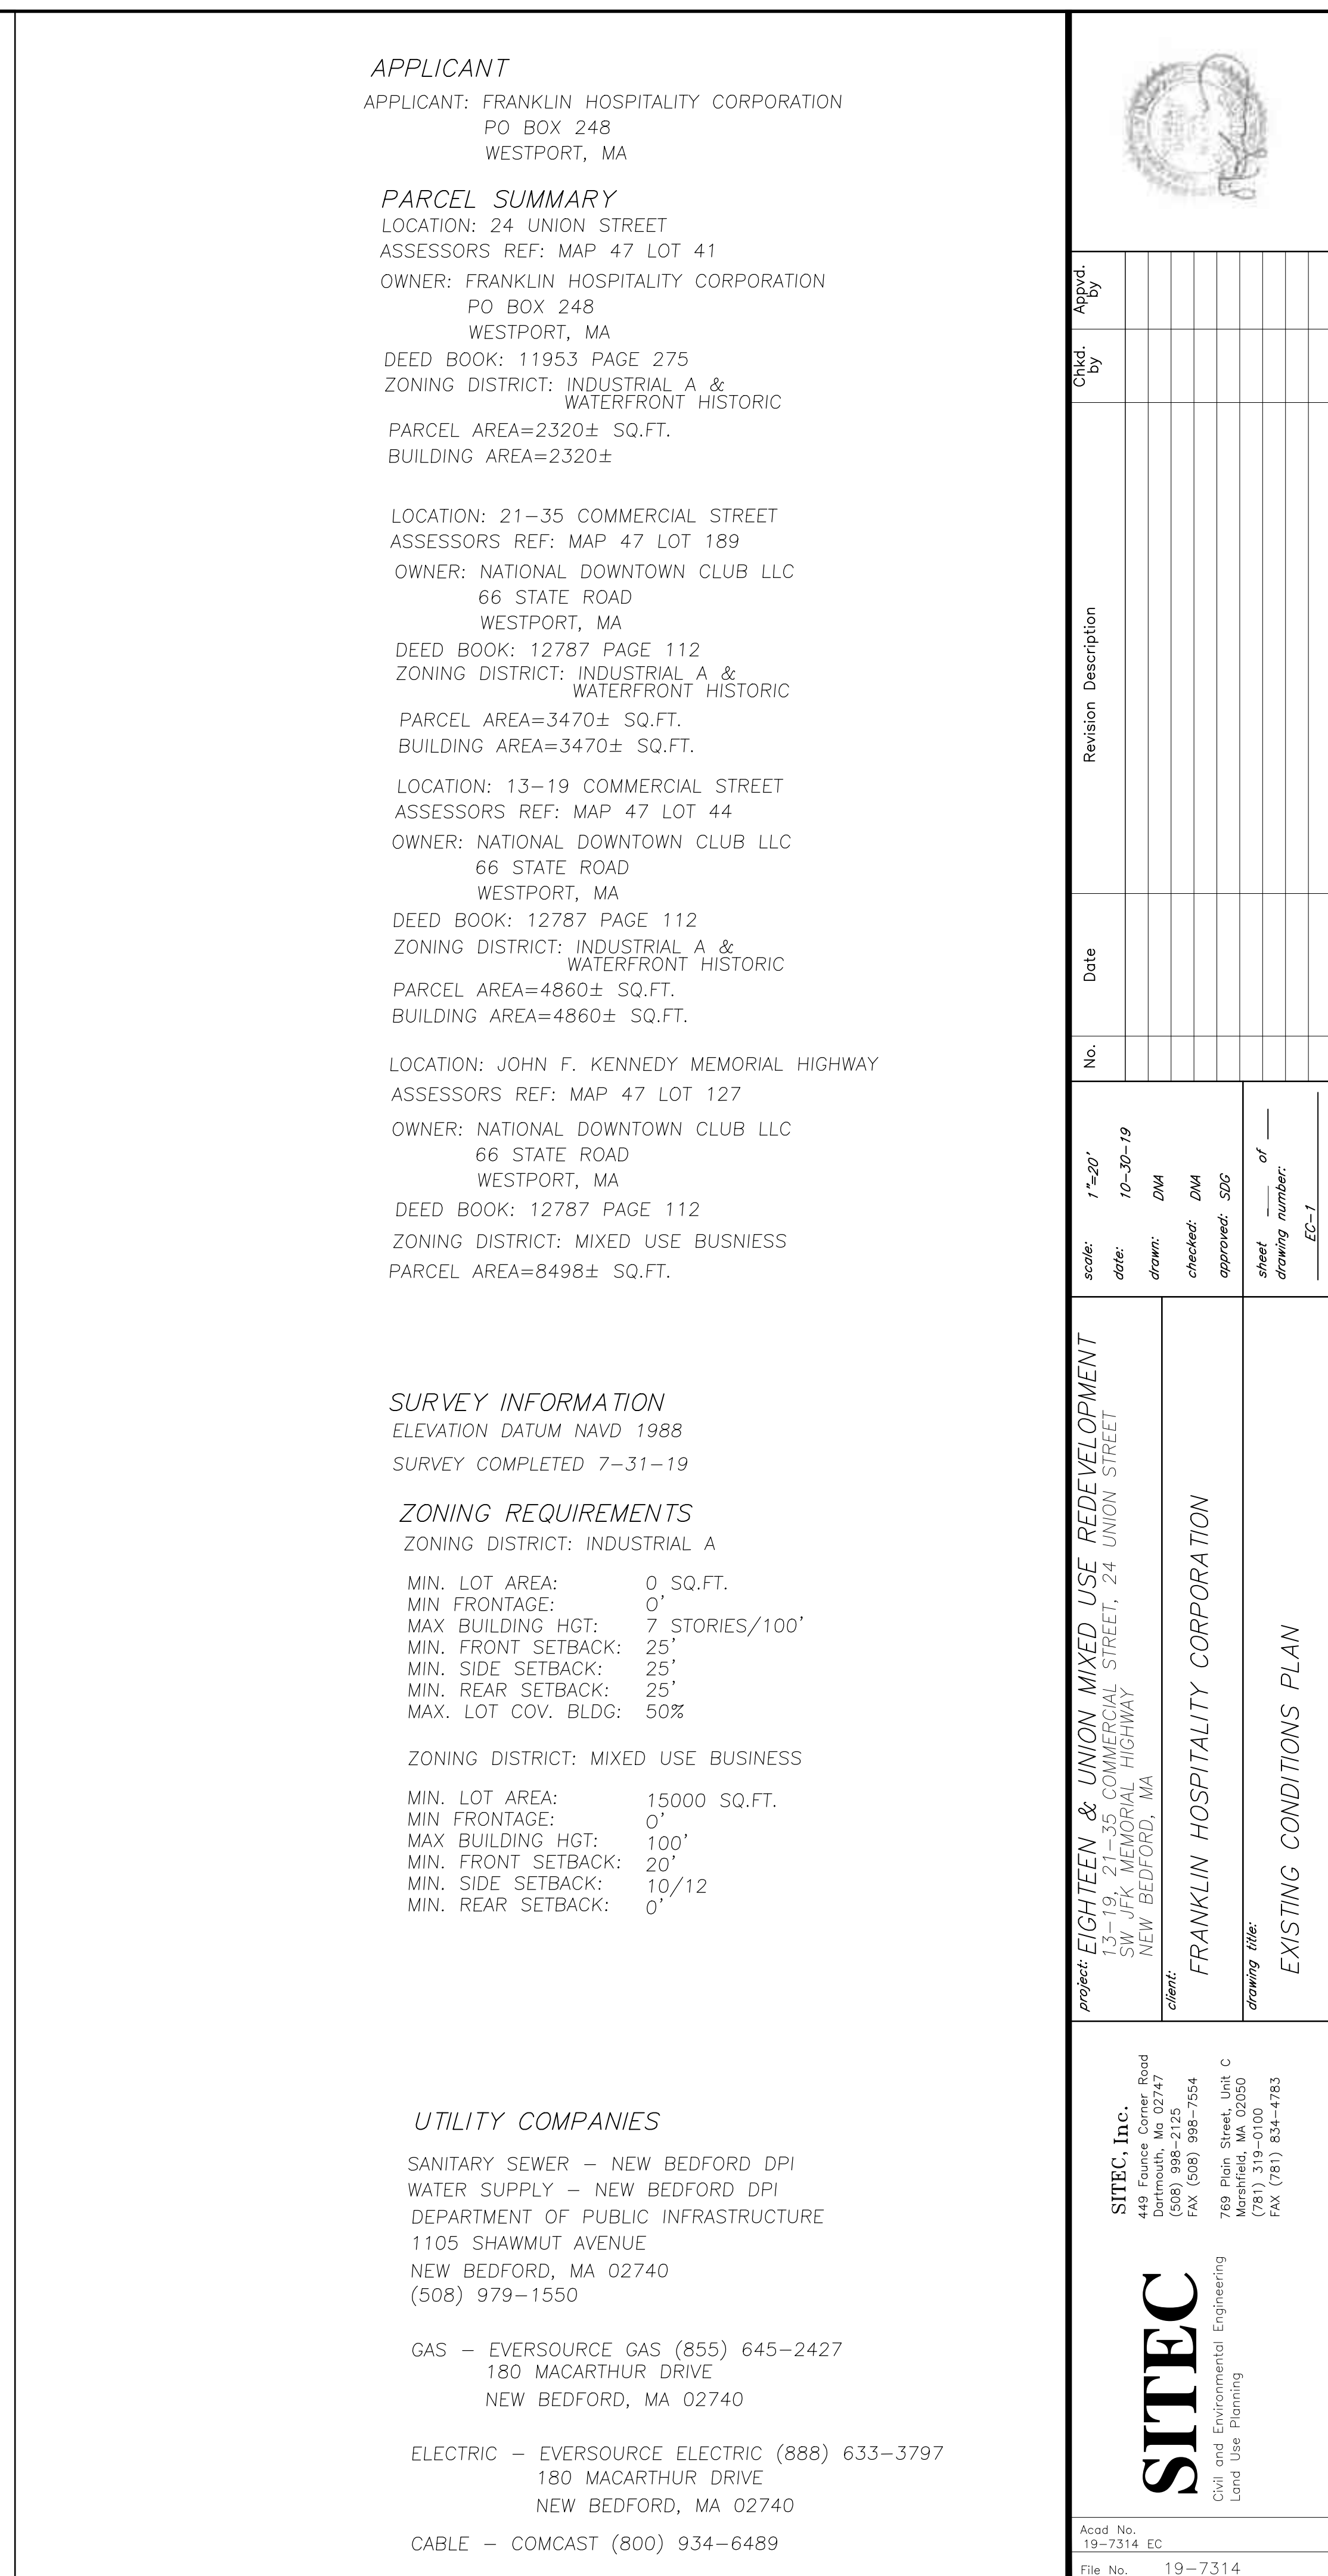 APPLICANT
APPLICANT: FRANKLIN HOSPITALITY CORPORATION
PO BOX 248
WESTPORT, MA
PARCEL SUMMARY
LOCATION: 24 UNION STREET
ASSESSORS REF: MAP 47 LOT 41
OWNER: FRANKLIN HOSPITALITY CORPORATION
PO BOX 248
WESTPORT, MA
DEED BOOK: 11953 PAGE 275
ZONING DISTRICT: INDUSTRIAL A &
WATERFRONT HISTORIC
PARCEL AREA=2320± SQ.FT.
BUILDING AREA=2320±
LOCATION: 21-35 COMMERCIAL STREET
ASSESSORS REF: MAP 47 LOT 189
OWNER: NATIONAL DOWNTOWN CLUB LLC
66 STATE ROAD
WESTPORT, MA
DEED BOOK: 12787 PAGE 112
ZONING DISTRICT: INDUSTRIAL A &
WATERFRONT HISTORIC
PARCEL AREA=3470± SQ.FT.
BUILDING AREA=3470± SQ.FT.
LOCATION: 13-19 COMMERCIAL STREET
ASSESSORS REF: MAP 47 LOT 44
OWNER: NATIONAL DOWNTOWN CLUB LLC
66 STATE ROAD
WESTPORT, MA
DEED BOOK: 12787 PAGE 112
ZONING DISTRICT: INDUSTRIAL A &
WATERFRONT HISTORIC
PARCEL AREA=4860± SQ.FT.
BUILDING AREA=4860± SQ.FT.
LOCATION: JOHN F. KENNEDY MEMORIAL HIGHWAY
ASSESSORS REF: MAP 47 LOT 127
OWNER: NATIONAL DOWNTOWN CLUB LLC
66 STATE ROAD
WESTPORT, MA
DEED BOOK: 12787 PAGE 112
ZONING DISTRICT: MIXED USE BUSNIESS
PARCEL AREA=8498± SQ.FT.
SURVEY INFORMATION
ELEVATION DATUM NAVD 1988
SURVEY COMPLETED 7-31-19
ZONING REQUIREMENTS
ZONING DISTRICT: INDUSTRIAL A
MIN. LOT AREA: 0 SQ.FT.
MIN FRONTAGE: 0'
MAX BUILDING HGT: 7 STORIES/100'
MIN. FRONT SETBACK: 25'
MIN. SIDE SETBACK: 25'
MIN. REAR SETBACK: 25'
MAX. LOT COV. BLDG: 50%
ZONING DISTRICT: MIXED USE BUSINESS
MIN. LOT AREA: 15000 SQ.FT.
MIN FRONTAGE: 0'
MAX BUILDING HGT: 100'
MIN. FRONT SETBACK: 20'
MIN. SIDE SETBACK: 10/12
MIN. REAR SETBACK: 0'
UTILITY COMPANIES
SANITARY SEWER - NEW BEDFORD DPI
WATER SUPPLY - NEW BEDFORD DPI
DEPARTMENT OF PUBLIC INFRASTRUCTURE
1105 SHAWMUT AVENUE
NEW BEDFORD, MA 02740
(508) 979-1550
GAS - EVERSOURCE GAS (855) 645-2427
180 MACARTHUR DRIVE
NEW BEDFORD, MA 02740
ELECTRIC - EVERSOURCE ELECTRIC (888) 633-3797
180 MACARTHUR DRIVE
NEW BEDFORD, MA 02740
CABLE - COMCAST (800) 934-6489
No. Date Revision Description Chkd. by Appvd. by
scale: 1"=20'
date: 10-30-19
drawn: DNA
checked: DNA
approved: SDG
sheet ____ of ____
drawing number:
EC-1
project: EIGHTEEN & UNION MIXED USE REDEVELOPMENT
13-19, 21-35 COMMERCIAL STREET, 24 UNION STREET
SW JFK MEMORIAL HIGHWAY
NEW BEDFORD, MA
client:
FRANKLIN HOSPITALITY CORPORATION
drawing title:
EXISTING CONDITIONS PLAN
SITEC, Inc.
449 Faunce Corner Road
Dartmouth, Ma 02747
(508) 998-2125
FAX (508) 998-7554
769 Plain Street, Unit C
Marshfield, MA 02050
(781) 319-0100
FAX (781) 834-4783
SITEC
Civil and Environmental Engineering
Land Use Planning
Acad No.
19-7314 EC
File No. 19-7314